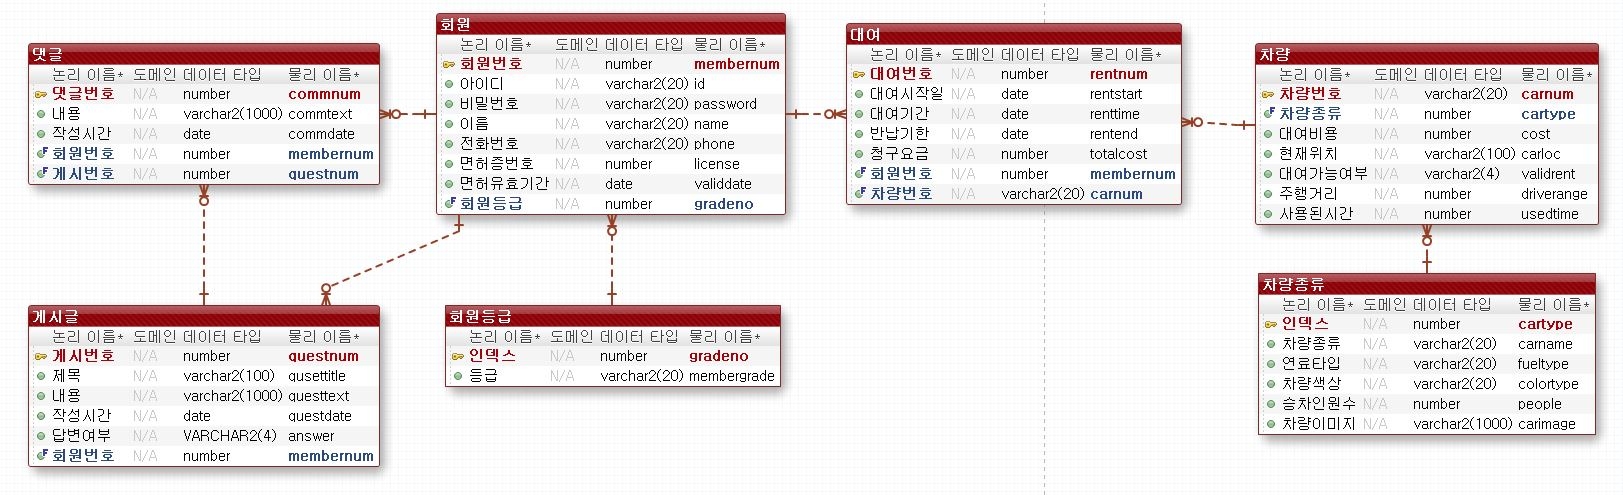 댓글
논리 이름* 도메인 데이터 타입 물리 이름*
댓글번호 N/A number commnum
내용 N/A varchar2(1000) commtext
작성시간 N/A date commdate
회원번호 N/A number membernum
게시번호 N/A number questnum
회원
논리 이름* 도메인 데이터 타입 물리 이름*
회원번호 N/A number membernum
아이디 N/A varchar2(20) id
비밀번호 N/A varchar2(20) password
이름 N/A varchar2(20) name
전화번호 N/A varchar2(20) phone
면허증번호 N/A number license
면허유효기간 N/A date validdate
회원등급 N/A number gradeno
대여
논리 이름* 도메인 데이터 타입 물리 이름*
대여번호 N/A number rentnum
대여시작일 N/A date rentstart
대여기간 N/A date renttime
반납기한 N/A date rentend
청구요금 N/A number totalcost
회원번호 N/A number membernum
차량번호 N/A varchar2(20) carnum
차량
논리 이름* 도메인 데이터 타입 물리 이름*
차량번호 N/A varchar2(20) carnum
차량종류 N/A number cartype
대여비용 N/A number cost
현재위치 N/A varchar2(100) carloc
대여가능여부 N/A varchar2(4) validrent
주행거리 N/A number driverange
사용된시간 N/A number usedtime
게시글
논리 이름* 도메인 데이터 타입 물리 이름*
게시번호 N/A number questnum
제목 N/A varchar2(100) qusettitle
내용 N/A varchar2(1000) questtext
작성시간 N/A date questdate
답변여부 N/A VARCHAR2(4) answer
회원번호 N/A number membernum
회원등급
논리 이름* 도메인 데이터 타입 물리 이름*
인덱스 N/A number gradeno
등급 N/A varchar2(20) membergrade
차량종류
논리 이름* 도메인 데이터 타입 물리 이름*
인덱스 N/A number cartype
차량종류 N/A varchar2(20) carname
연료타입 N/A varchar2(20) fueltype
차량색상 N/A varchar2(20) colortype
승차인원수 N/A number people
차량이미지 N/A varchar2(1000) carimage